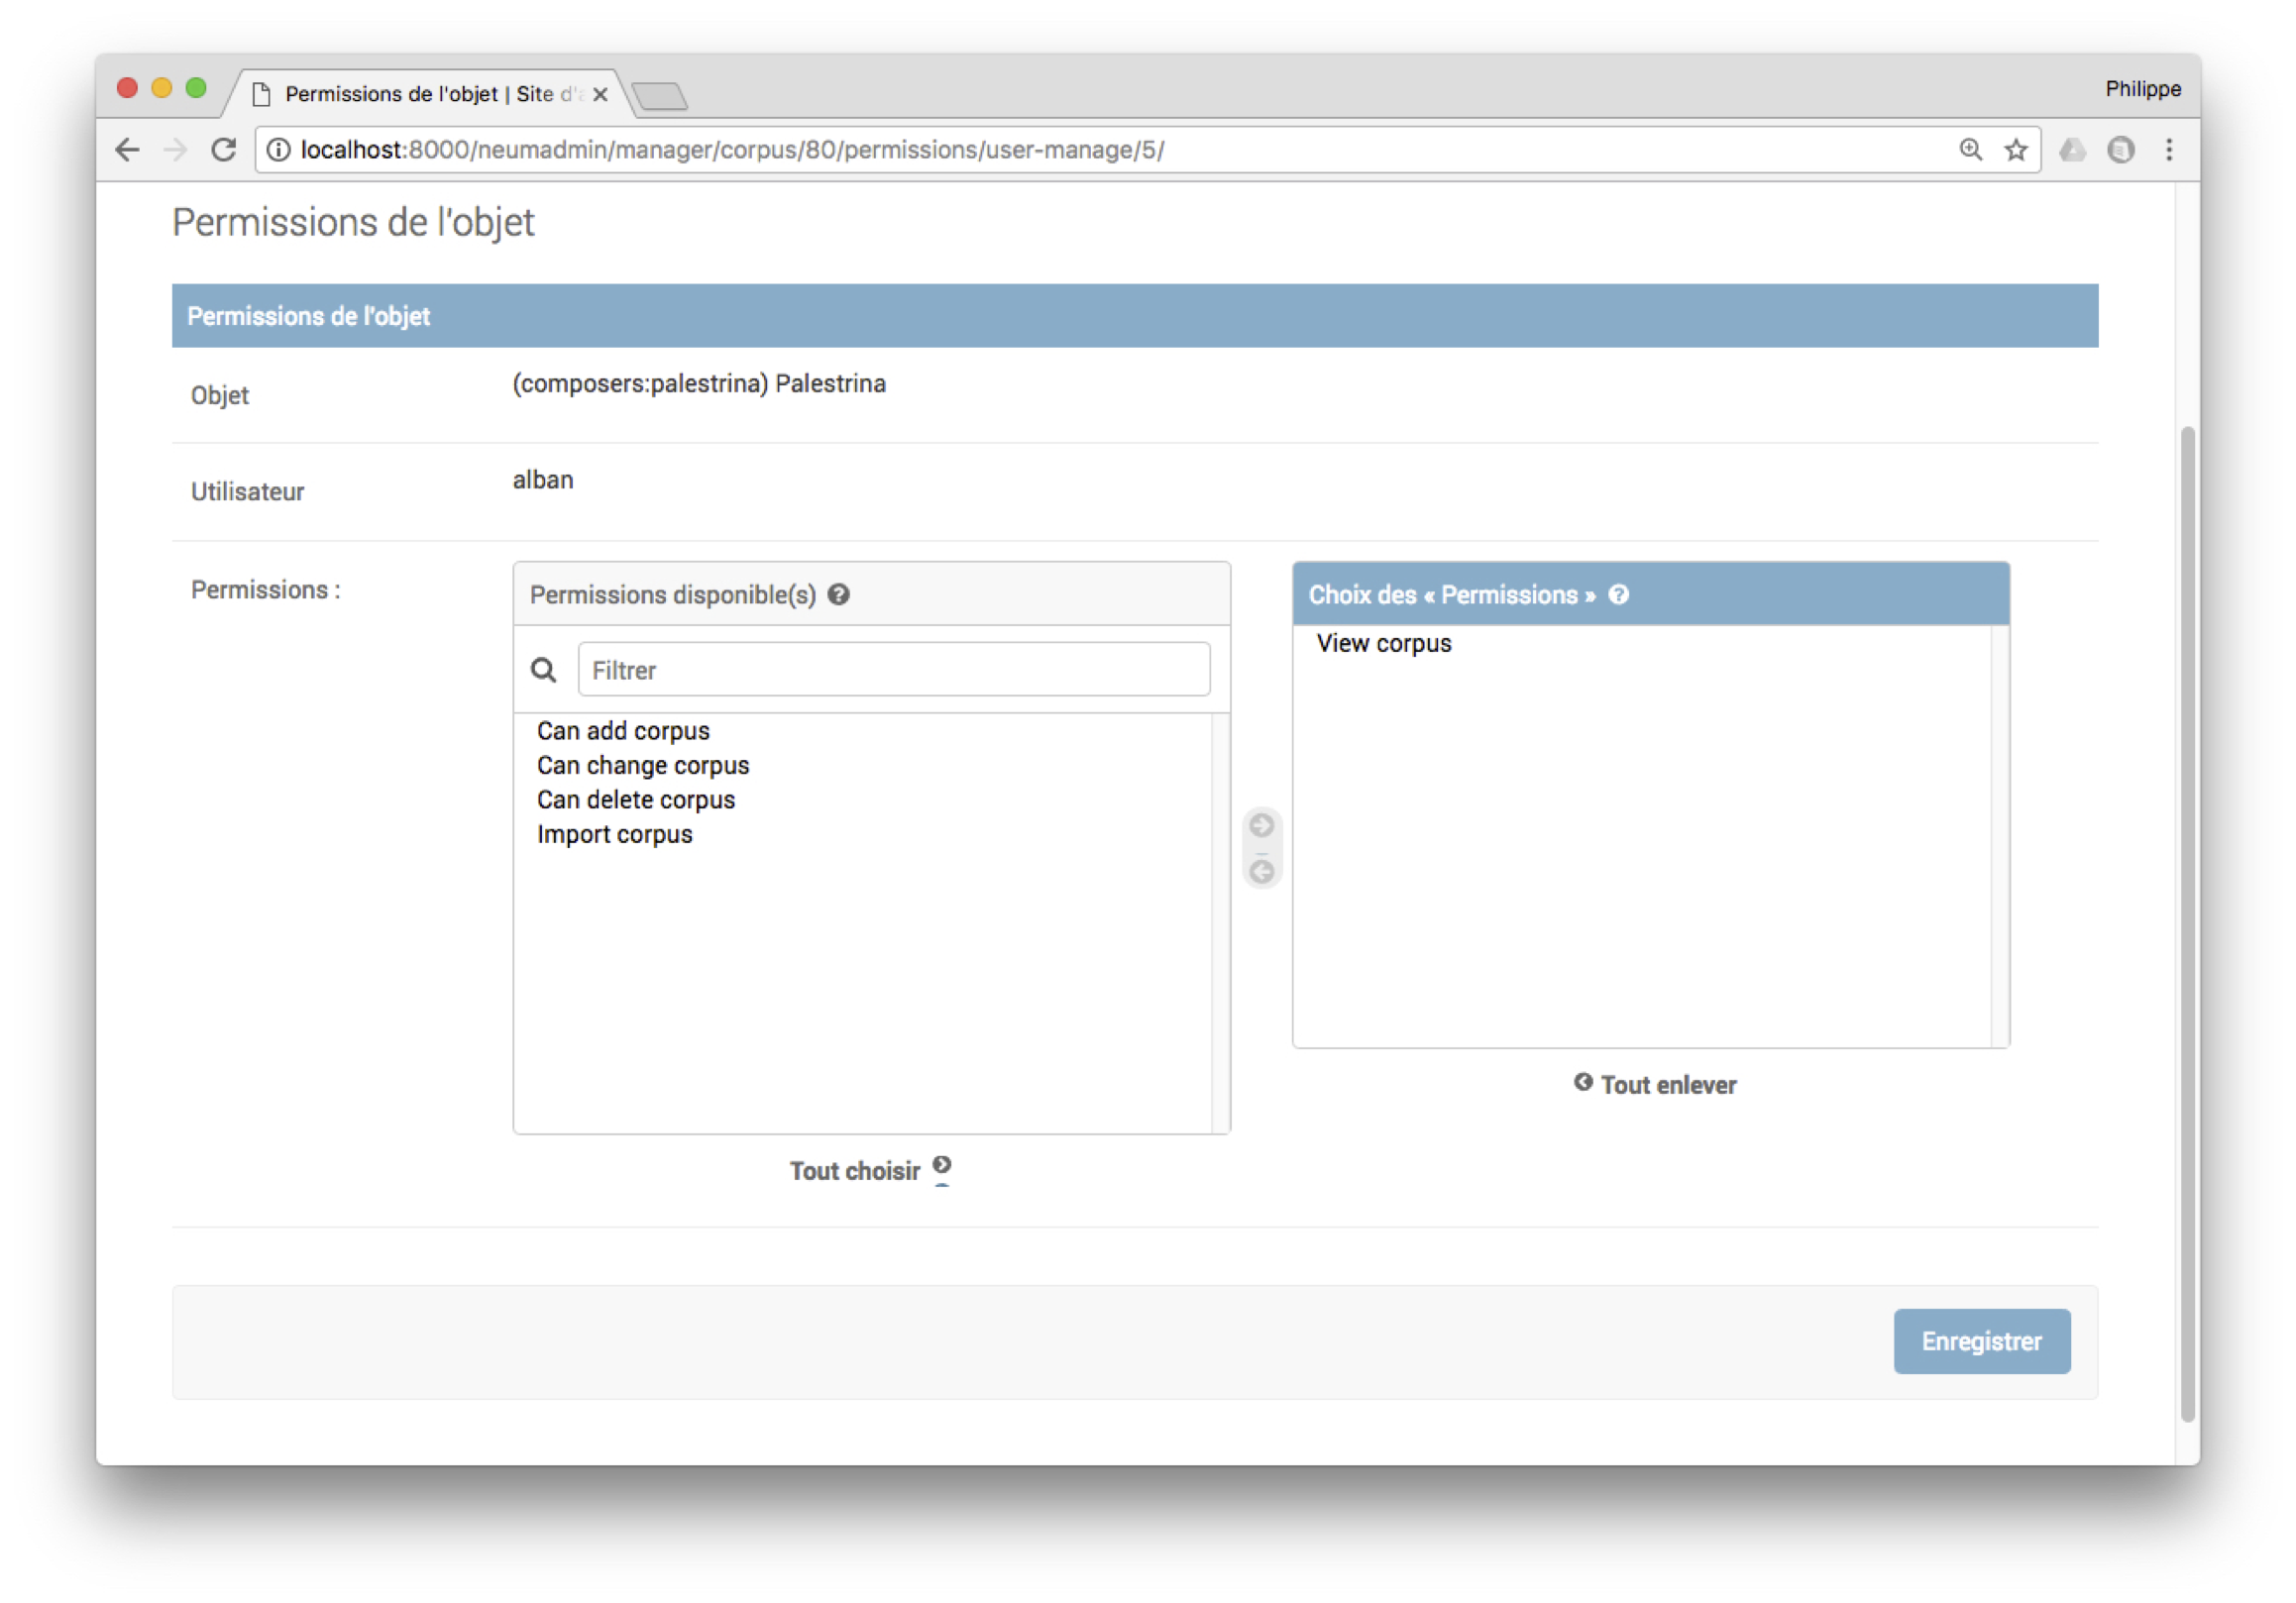 Permissions de l'objet | Site d'a
Philippe
localhost:8000/neumadmin/manager/corpus/80/permissions/user-manage/5/
Permissions de l'objet
Permissions de l'objet
Objet
(composers:palestrina) Palestrina
Utilisateur
alban
Permissions :
Permissions disponible(s)
Filtrer
Can add corpus
Can change corpus
Can delete corpus
Import corpus
Tout choisir
Choix des « Permissions »
View corpus
Tout enlever
Enregistrer